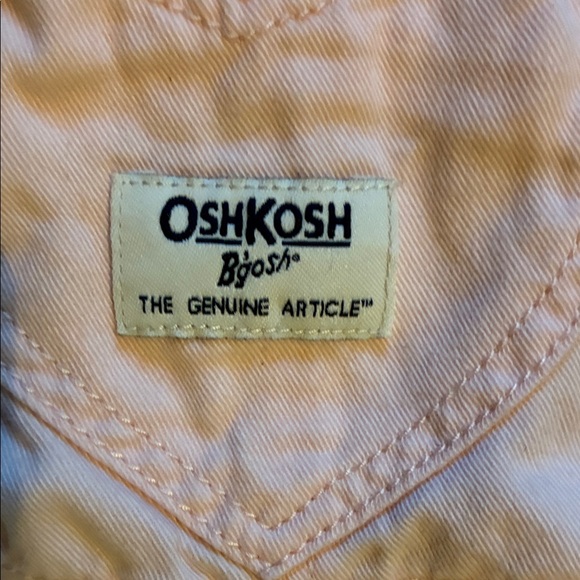 OSHKOSH
B'gosh®
THE GENUINE ARTICLE™